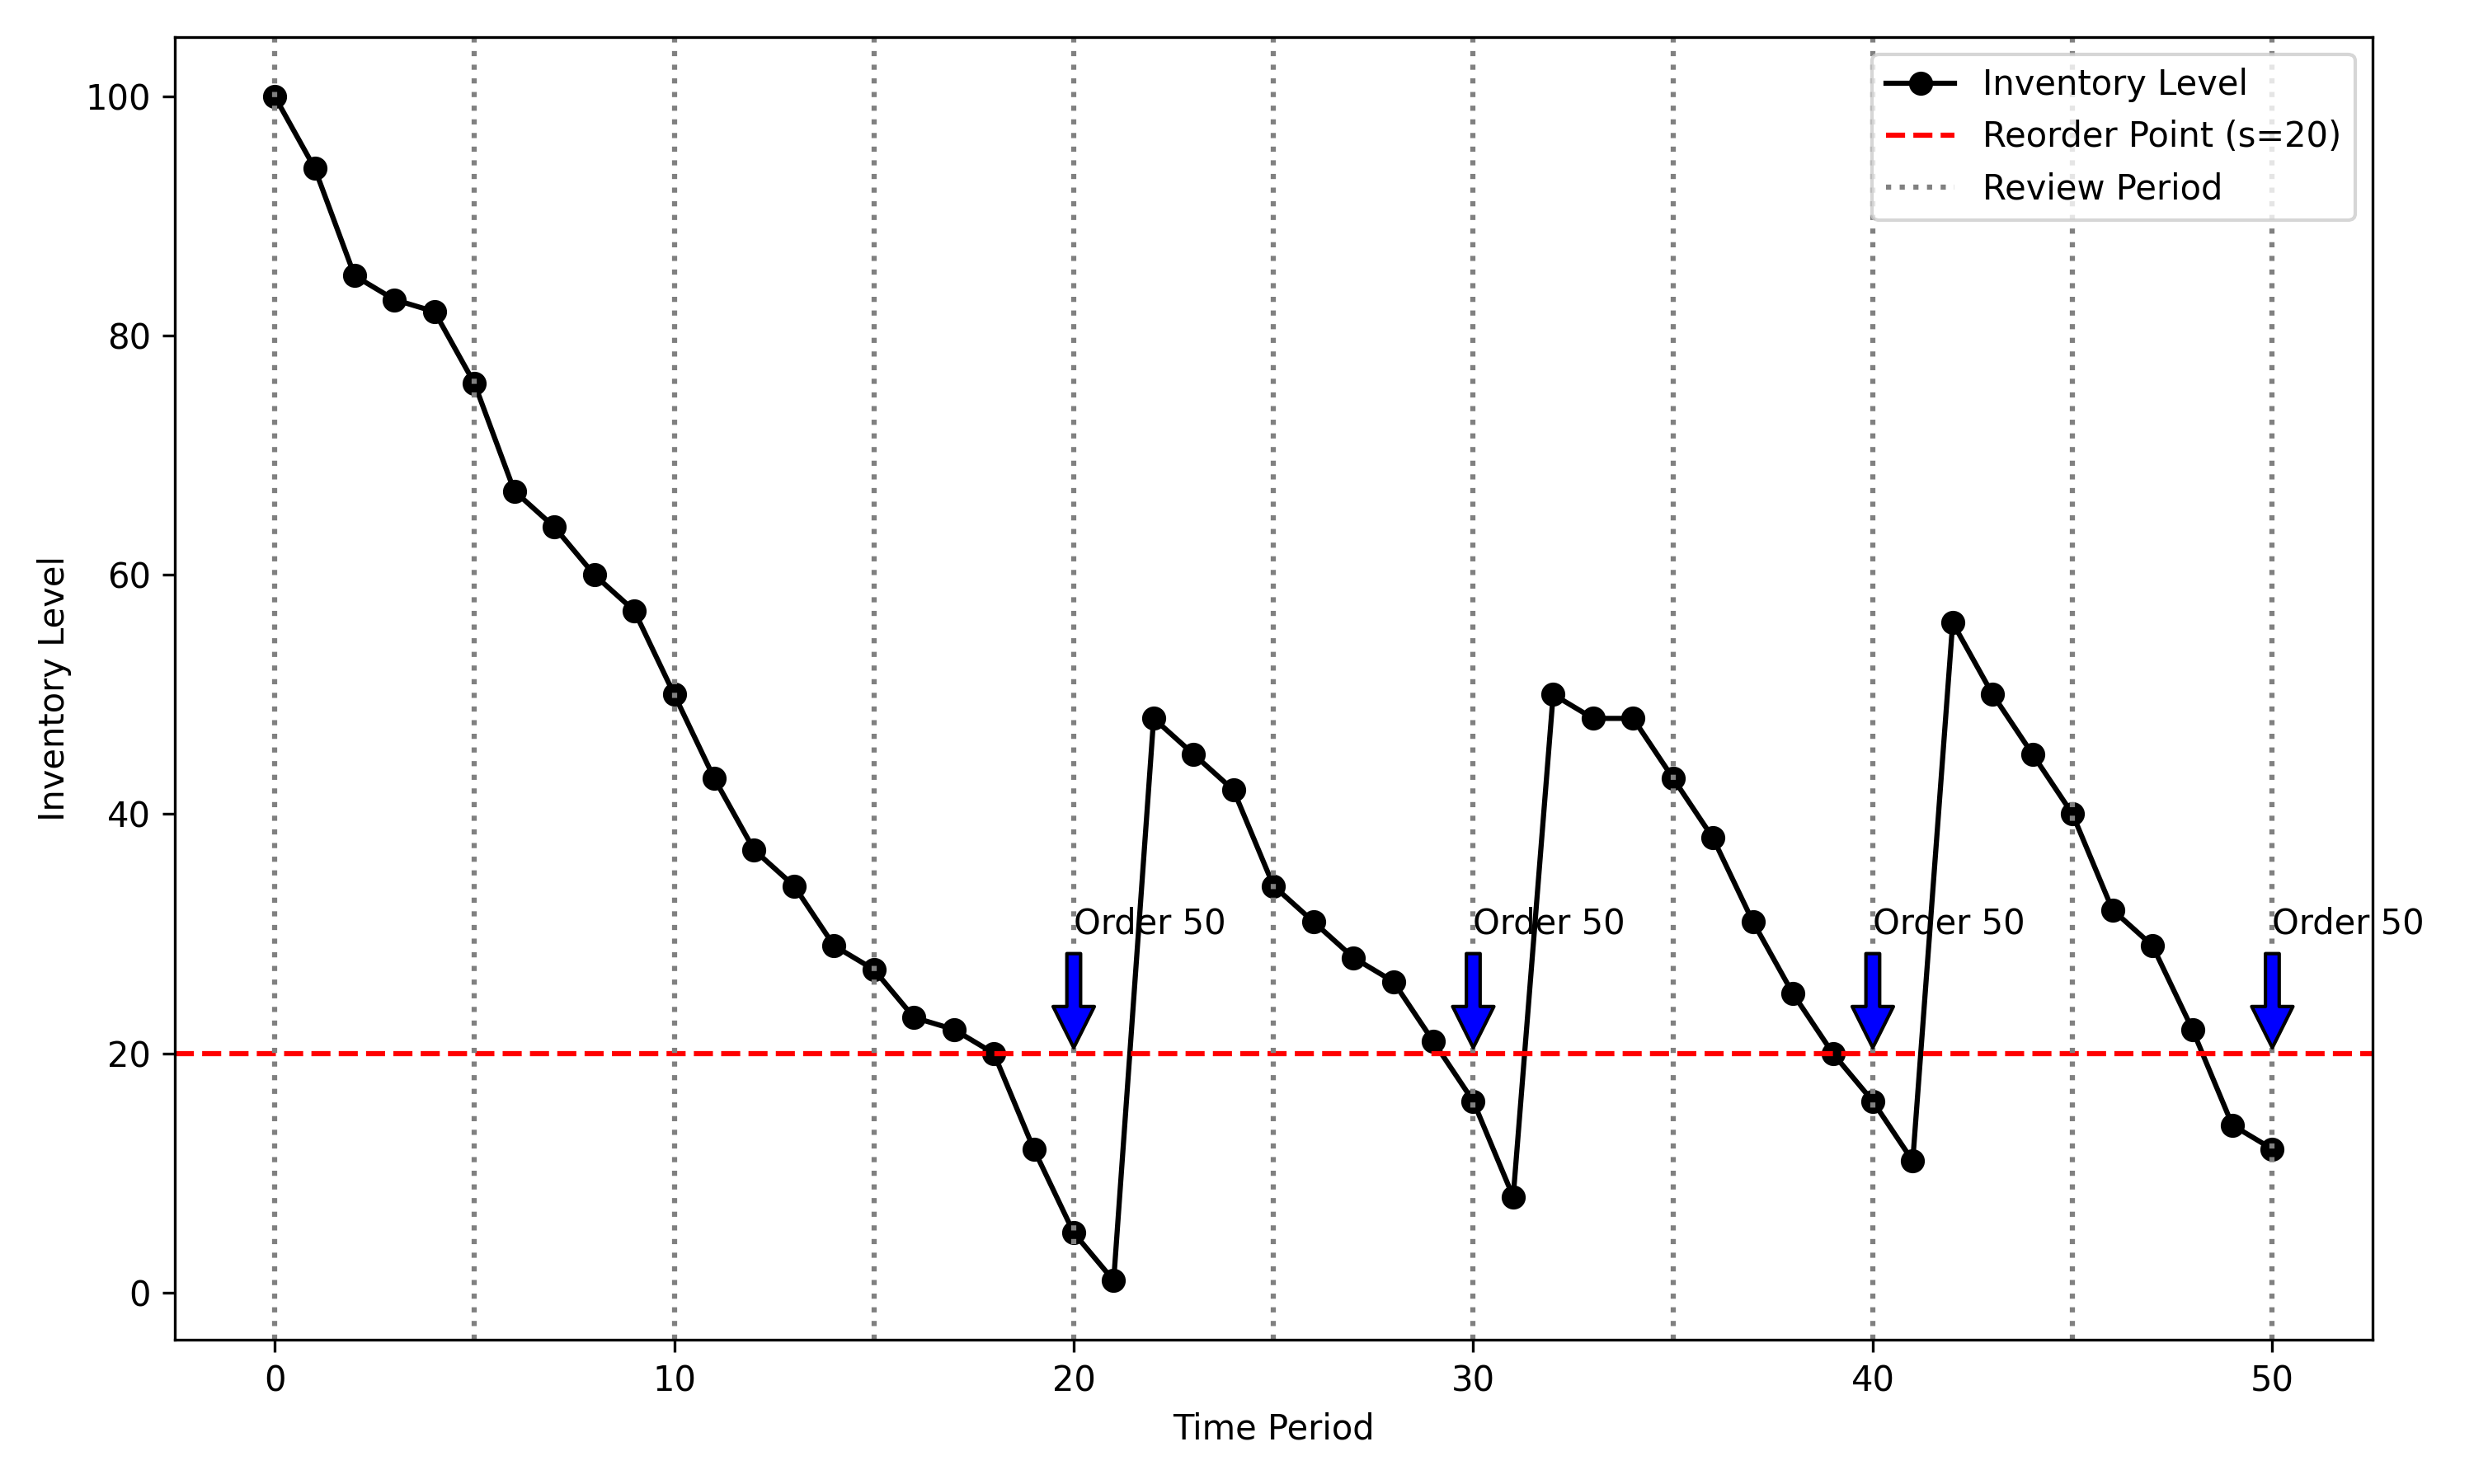 100
80
60
40
20
0
Inventory Level
Inventory Level
Reorder Point (s=20)
Review Period
Order 50
Order 50
Order 50
Order 50
0
10
20
30
40
50
Time Period